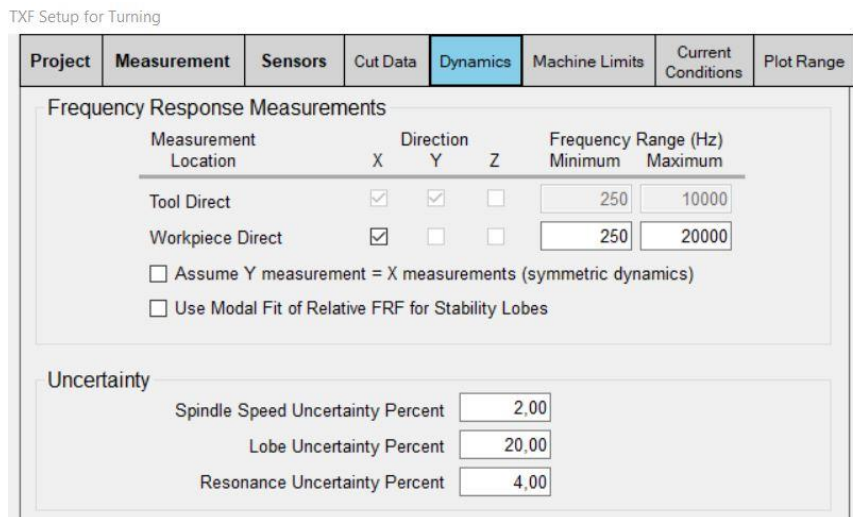 TXF Setup for Turning
Project Measurement Sensors Cut Data Dynamics Machine Limits Current Conditions Plot Range
Frequency Response Measurements
Measurement Location Direction Frequency Range (Hz)
X Y Z Minimum Maximum
Tool Direct 250 10000
Workpiece Direct 250 20000
Assume Y measurement = X measurements (symmetric dynamics)
Use Modal Fit of Relative FRF for Stability Lobes
Uncertainty
Spindle Speed Uncertainty Percent 2,00
Lobe Uncertainty Percent 20,00
Resonance Uncertainty Percent 4,00